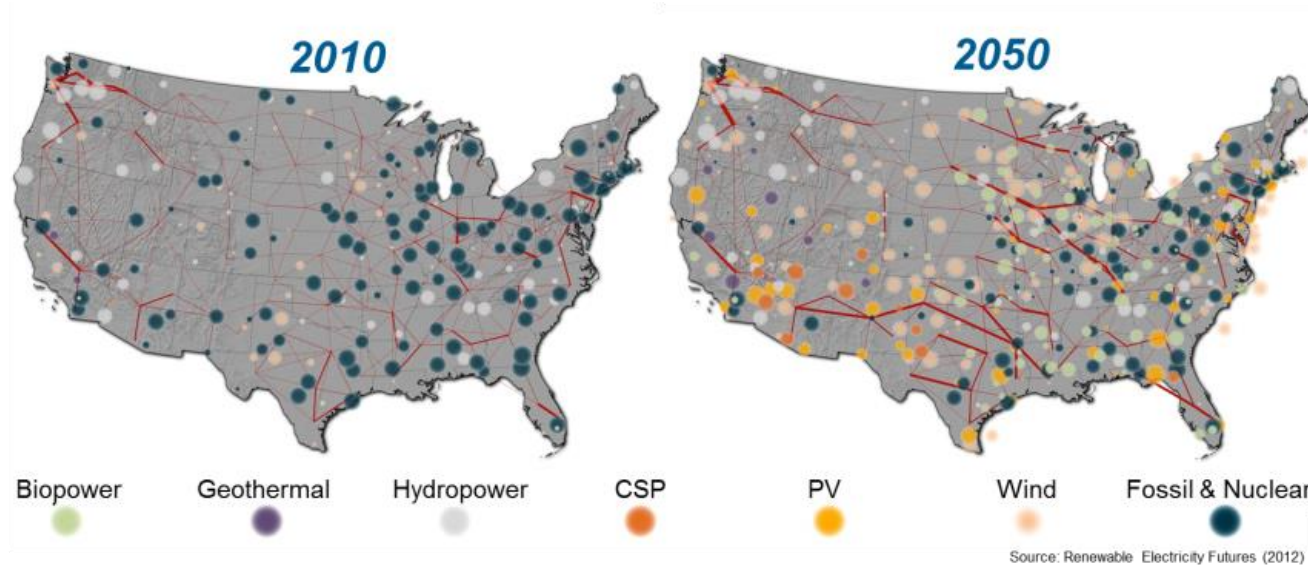 2010
2050
Biopower Geothermal Hydropower CSP PV Wind Fossil & Nuclear
Source: Renewable Electricity Futures (2012)